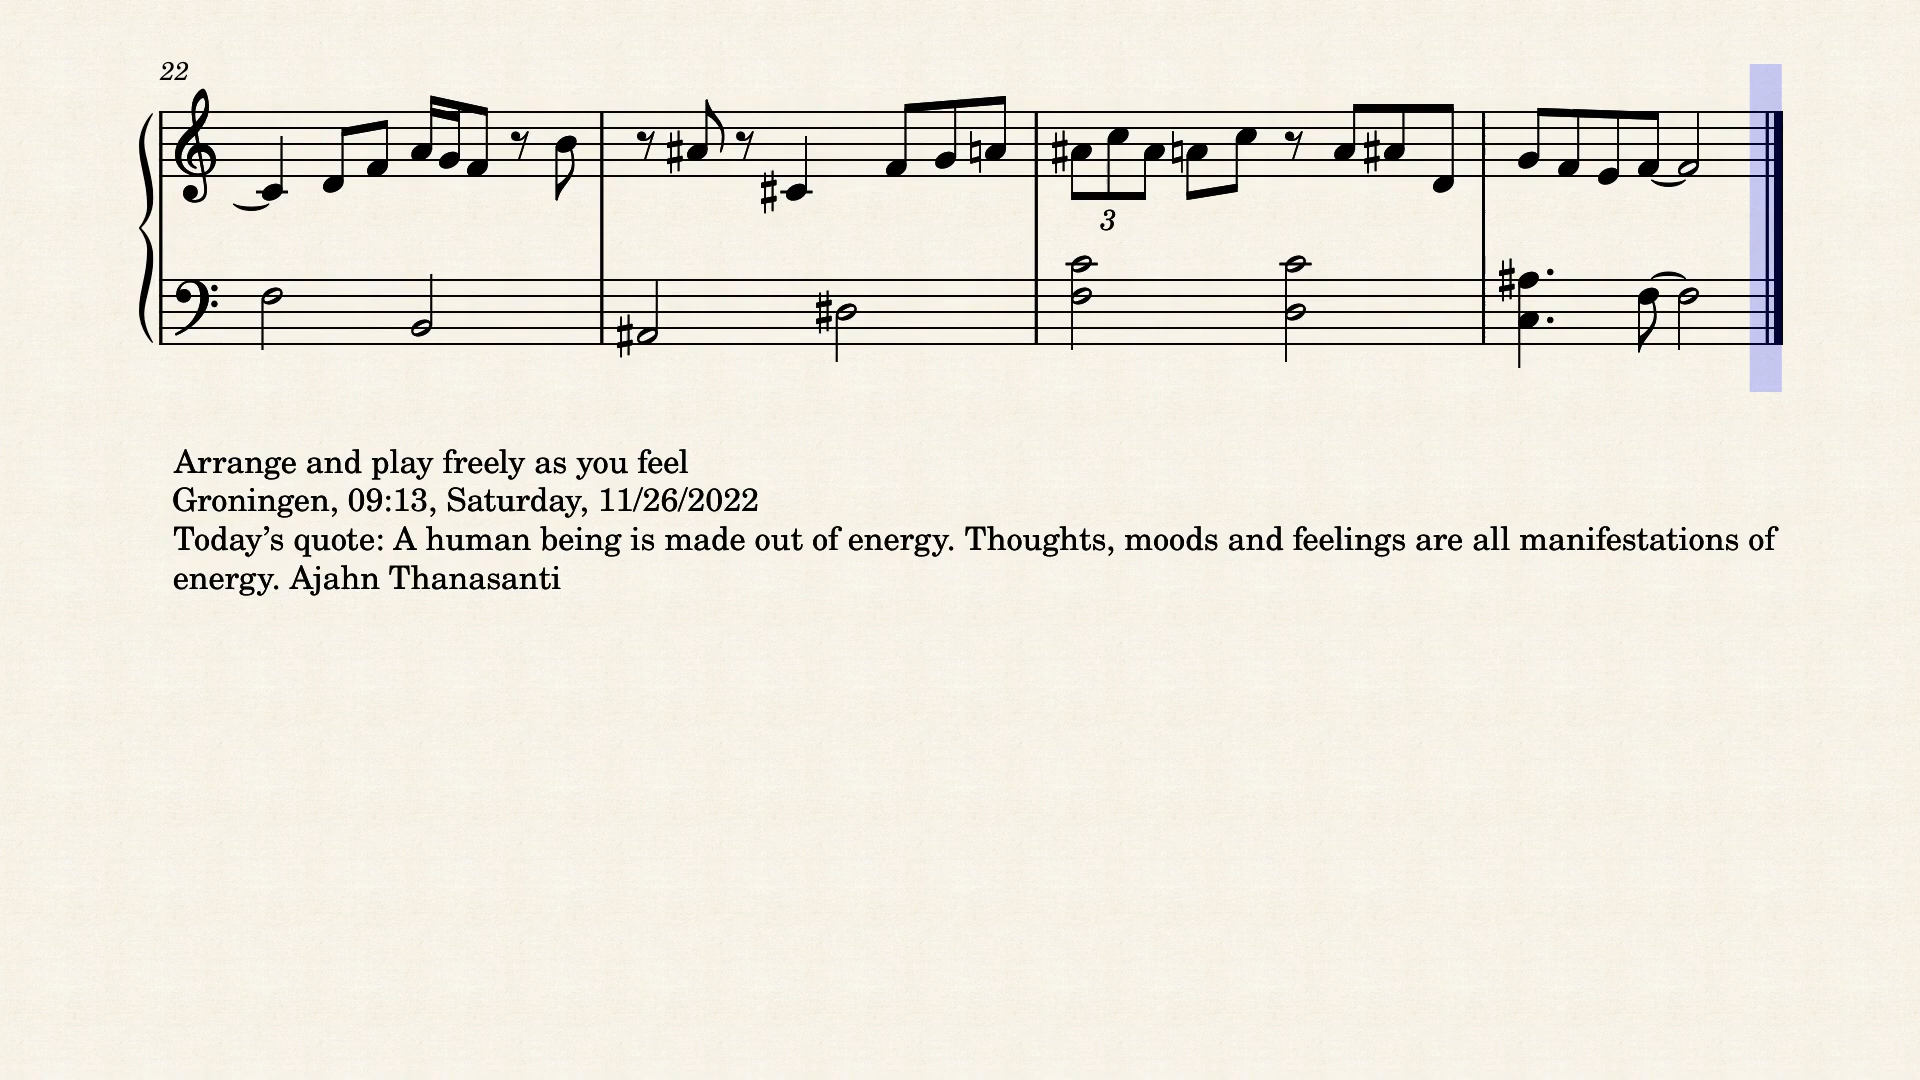 22
3
Arrange and play freely as you feel
Groningen, 09:13, Saturday, 11/26/2022
Today’s quote: A human being is made out of energy. Thoughts, moods and feelings are all manifestations of
energy. Ajahn Thanasanti